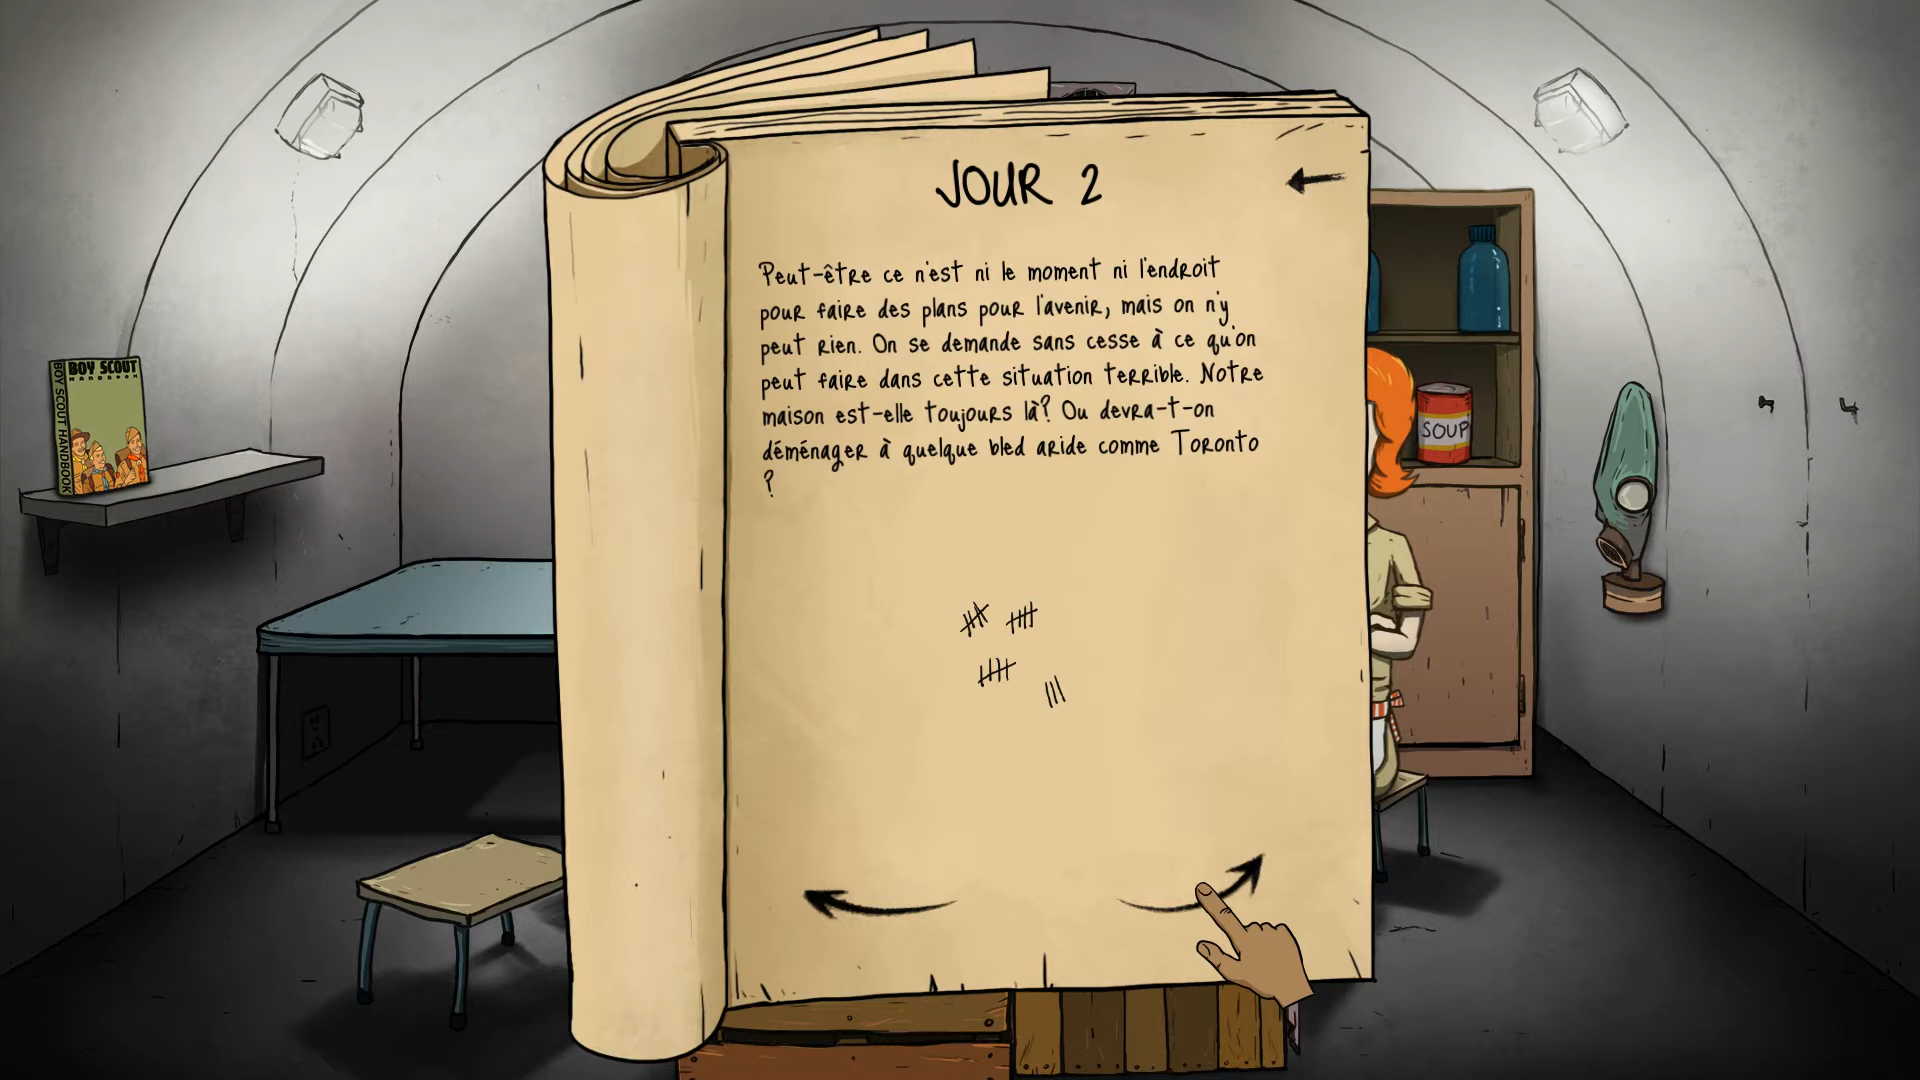 JOUR 2
Peut-être ce n'est ni le moment ni l'endroit
pour faire des plans pour l'avenir, mais on n'y
peut rien. On se demande sans cesse à ce qu'on
peut faire dans cette situation terrible. Notre
maison est-elle toujours là? Ou devra-t-on
déménager à quelque bled aride comme Toronto
?
BOY SCOUT
HANDBOOK
BOY SCOUT HANDBOOK
SOUP